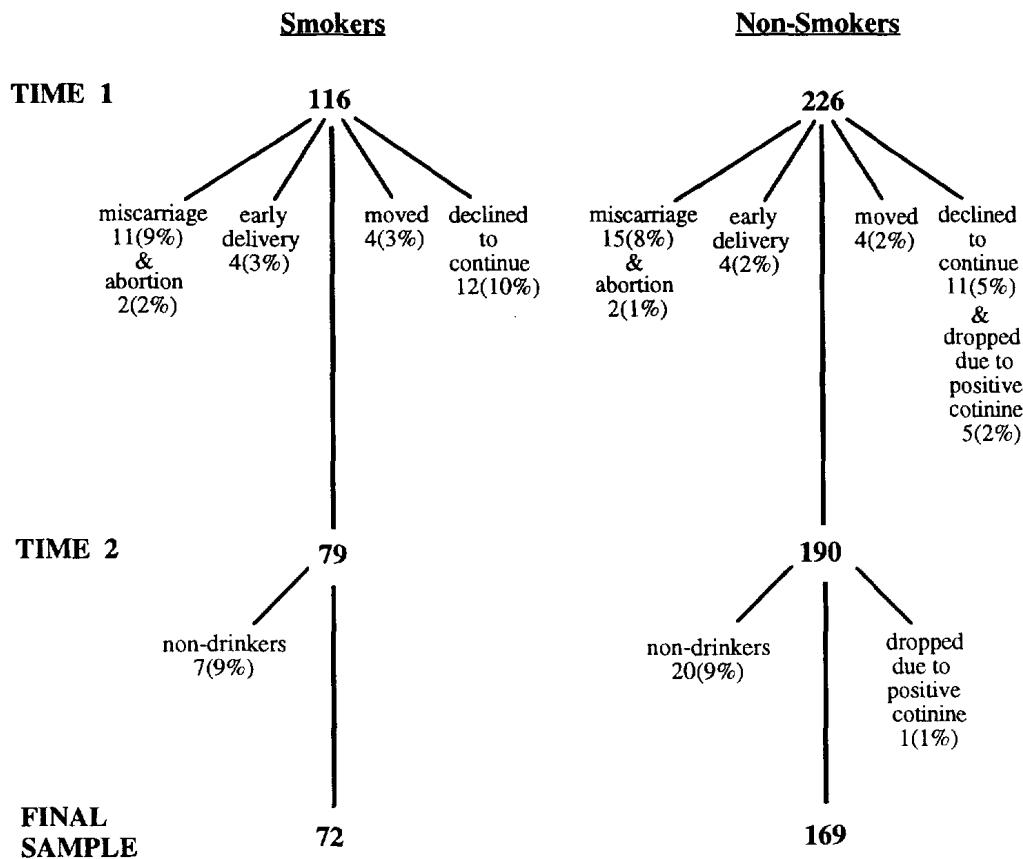 Smokers
Non-Smokers
TIME 1
116
226
miscarriage
11(9%)
&
abortion
2(2%)
early
delivery
4(3%)
moved
4(3%)
declined
to
continue
12(10%)
miscarriage
15(8%)
&
abortion
2(1%)
early
delivery
4(2%)
moved
4(2%)
declined
to
continue
11(5%)
&
dropped
due to
positive
cotinine
5(2%)
TIME 2
79
190
non-drinkers
7(9%)
non-drinkers
20(9%)
dropped
due to
positive
cotinine
1(1%)
FINAL
SAMPLE
72
169